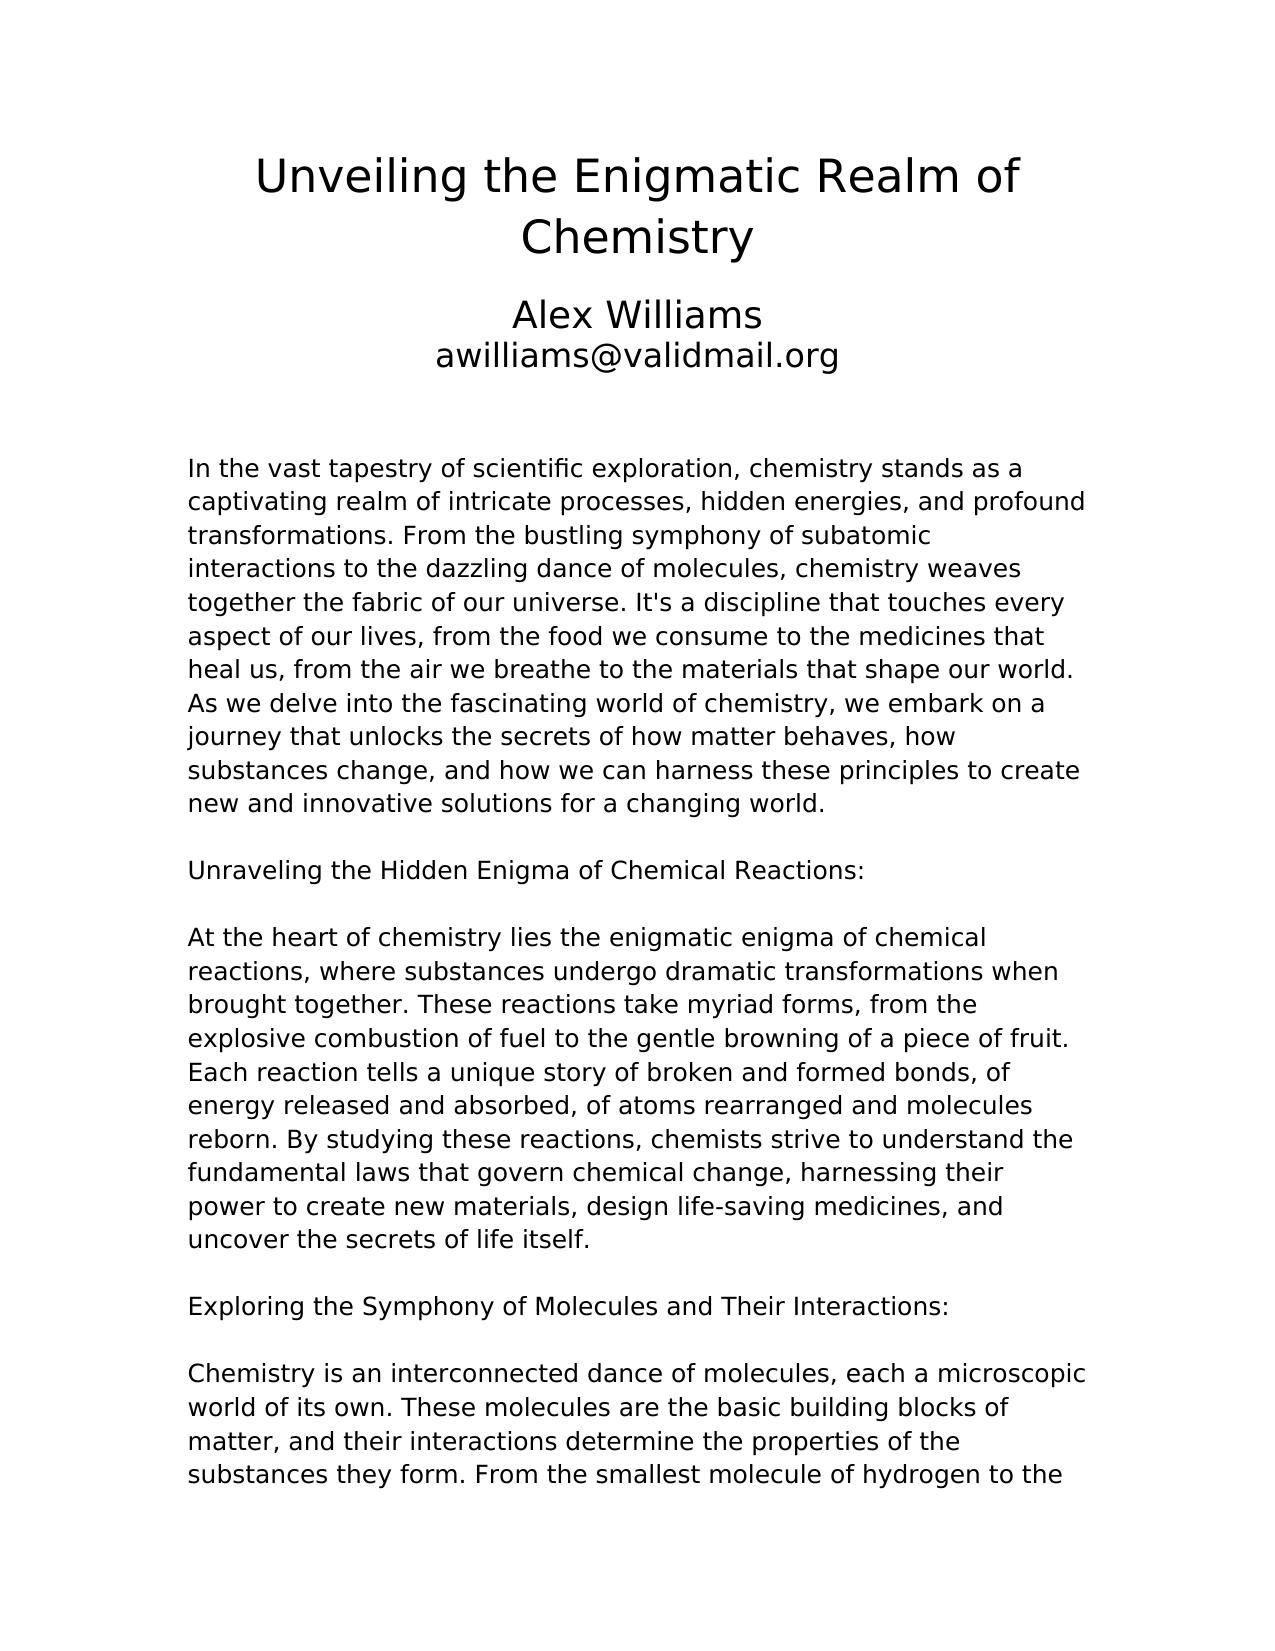 Unveiling the Enigmatic Realm of
Chemistry
Alex Williams
awilliams@validmail.org
In the vast tapestry of scientific exploration, chemistry stands as a
captivating realm of intricate processes, hidden energies, and profound
transformations. From the bustling symphony of subatomic
interactions to the dazzling dance of molecules, chemistry weaves
together the fabric of our universe. It's a discipline that touches every
aspect of our lives, from the food we consume to the medicines that
heal us, from the air we breathe to the materials that shape our world.
As we delve into the fascinating world of chemistry, we embark on a
journey that unlocks the secrets of how matter behaves, how
substances change, and how we can harness these principles to create
new and innovative solutions for a changing world.
Unraveling the Hidden Enigma of Chemical Reactions:
At the heart of chemistry lies the enigmatic enigma of chemical
reactions, where substances undergo dramatic transformations when
brought together. These reactions take myriad forms, from the
explosive combustion of fuel to the gentle browning of a piece of fruit.
Each reaction tells a unique story of broken and formed bonds, of
energy released and absorbed, of atoms rearranged and molecules
reborn. By studying these reactions, chemists strive to understand the
fundamental laws that govern chemical change, harnessing their
power to create new materials, design life-saving medicines, and
uncover the secrets of life itself.
Exploring the Symphony of Molecules and Their Interactions:
Chemistry is an interconnected dance of molecules, each a microscopic
world of its own. These molecules are the basic building blocks of
matter, and their interactions determine the properties of the
substances they form. From the smallest molecule of hydrogen to the